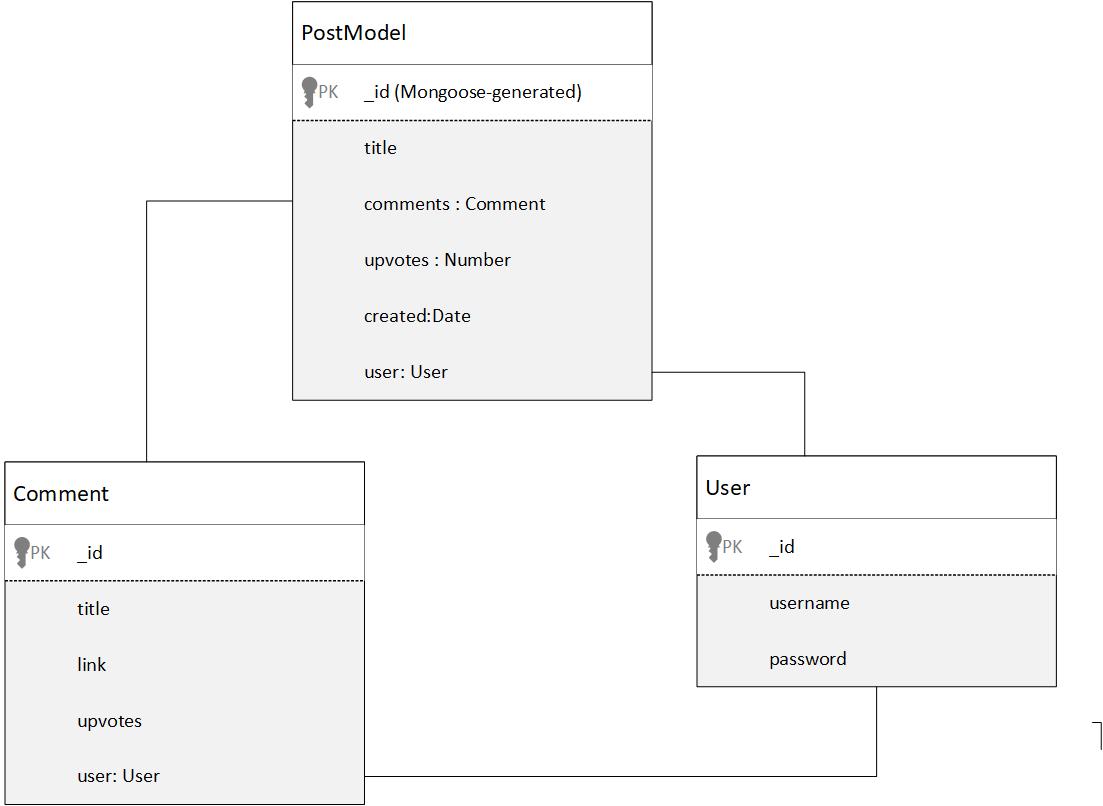 PostModel
PK _id (Mongoose-generated)
title
comments : Comment
upvotes : Number
created:Date
user: User
Comment
PK _id
title
link
upvotes
user: User
User
PK _id
username
password